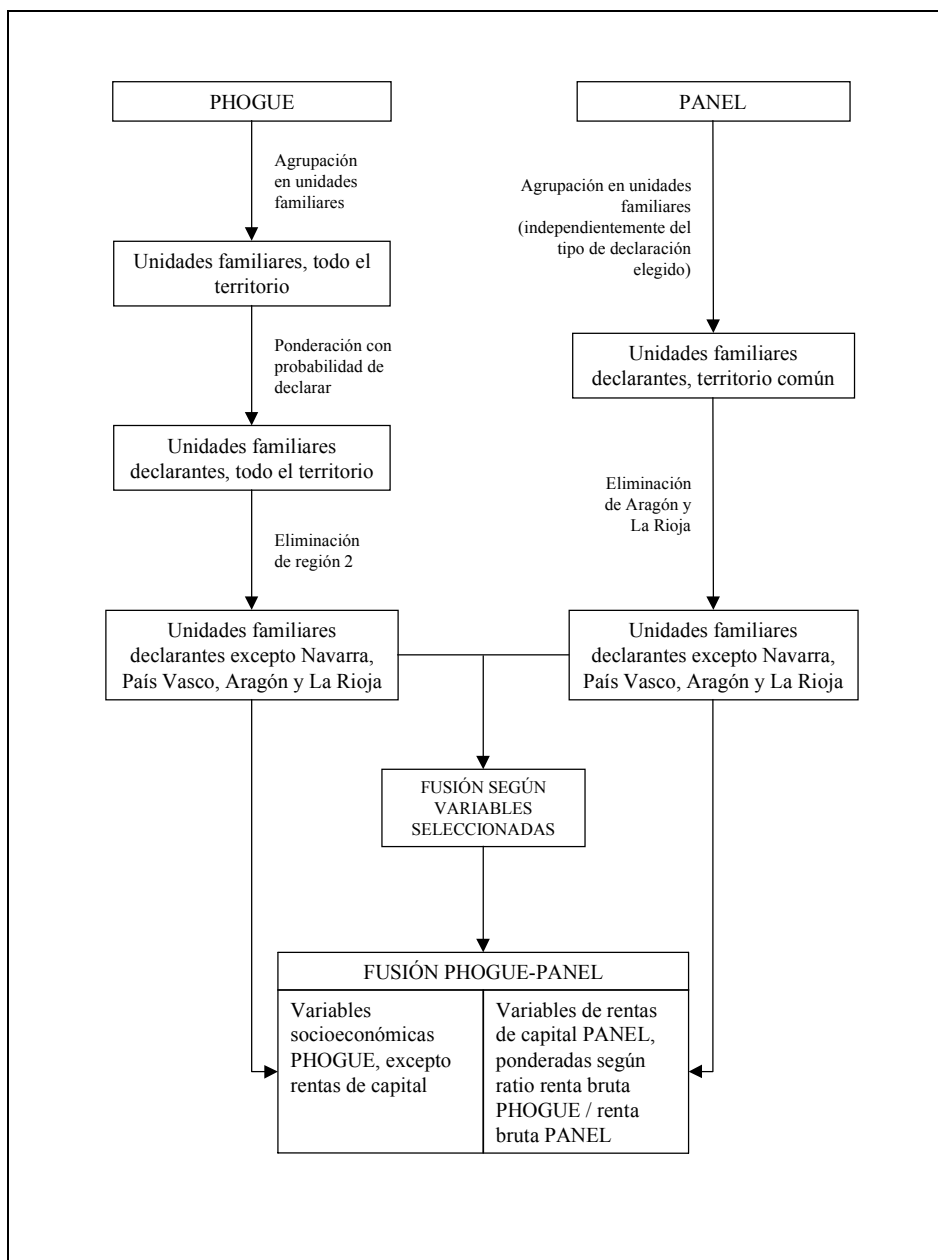 PHOGUE
PANEL
Agrupación
en unidades
familiares
Agrupación en unidades
familiares
(independientemente del
tipo de declaración
elegido)
Unidades familiares, todo el
territorio
Ponderación con
probabilidad de
declarar
Unidades familiares
declarantes, territorio común
Unidades familiares
declarantes, todo el territorio
Eliminación
de Aragón y
La Rioja
Eliminación
de región 2
Unidades familiares
declarantes excepto Navarra,
País Vasco, Aragón y La Rioja
Unidades familiares
declarantes excepto Navarra,
País Vasco, Aragón y La Rioja
FUSIÓN SEGÚN
VARIABLES
SELECCIONADAS
FUSIÓN PHOGUE-PANEL
Variables
socioeconómicas
PHOGUE, excepto
rentas de capital
Variables de rentas
de capital PANEL,
ponderadas según
ratio renta bruta
PHOGUE / renta
bruta PANEL